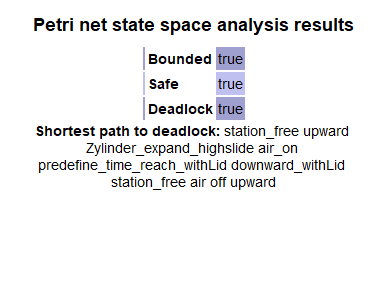 Petri net state space analysis results
Bounded true
Safe true
Deadlock true
Shortest path to deadlock: station_free upward
Zylinder_expand_highslide air_on
predefine_time_reach_withLid downward_withLid
station_free air off upward